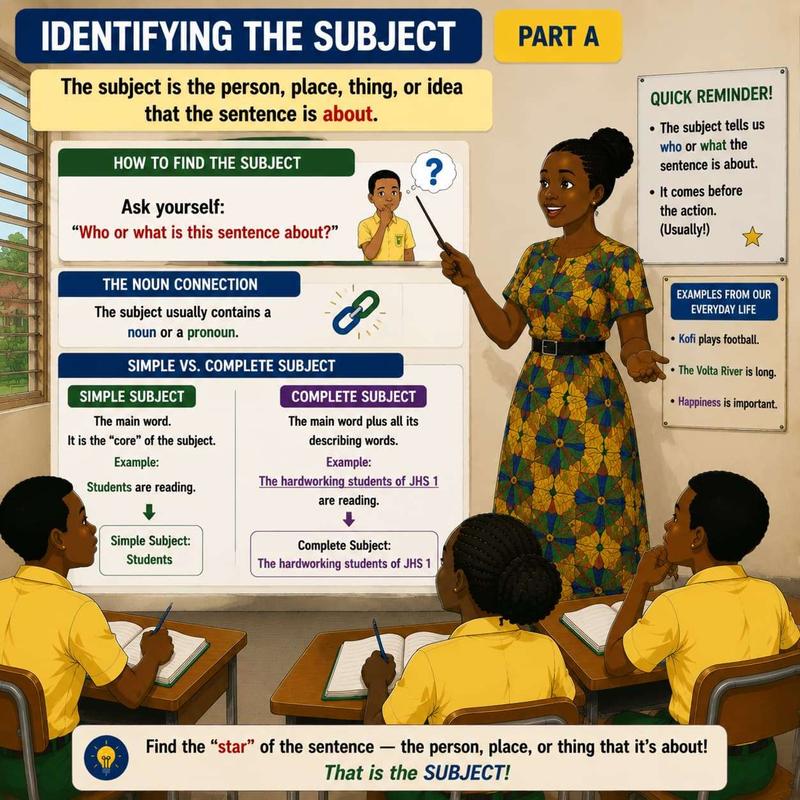 IDENTIFYING THE SUBJECT
PART A
The subject is the person, place, thing, or idea
that the sentence is about.
HOW TO FIND THE SUBJECT
Ask yourself:
“Who or what is this sentence about?”
?
THE NOUN CONNECTION
The subject usually contains a
noun or a pronoun.
SIMPLE VS. COMPLETE SUBJECT
SIMPLE SUBJECT
The main word.
It is the “core” of the subject.
Example:
Students are reading.
Simple Subject:
Students
COMPLETE SUBJECT
The main word plus all its
describing words.
Example:
The hardworking students of JHS 1
are reading.
Complete Subject:
The hardworking students of JHS 1
QUICK REMINDER!
• The subject tells us
who or what the
sentence is about.
• It comes before
the action.
(Usually!)
EXAMPLES FROM OUR
EVERYDAY LIFE
• Kofi plays football.
• The Volta River is long.
• Happiness is important.
Find the “star” of the sentence — the person, place, or thing that it’s about!
That is the SUBJECT!